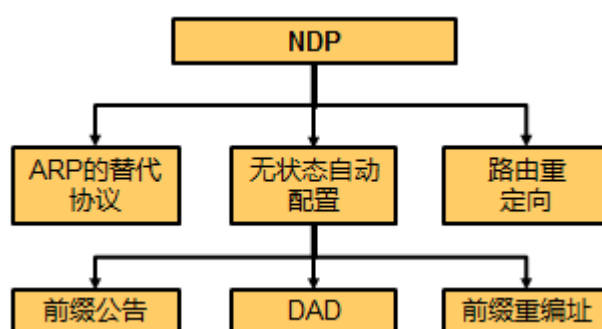 NDP
ARP的替代
协议
无状态自动
配置
路由重
定向
前缀公告
DAD
前缀重编址